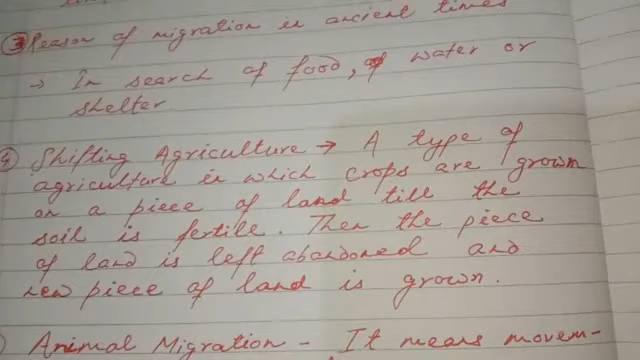 ③ Reason of migration in ancient times
→ In search of food, of water or
shelter
④ Shifting Agriculture → A type of
agriculture in which crops are grown
on a piece of land till the
soil is fertile. Then the piece
of land is left abandoned and
new piece of land is grown.
Animal Migration - It means movem-